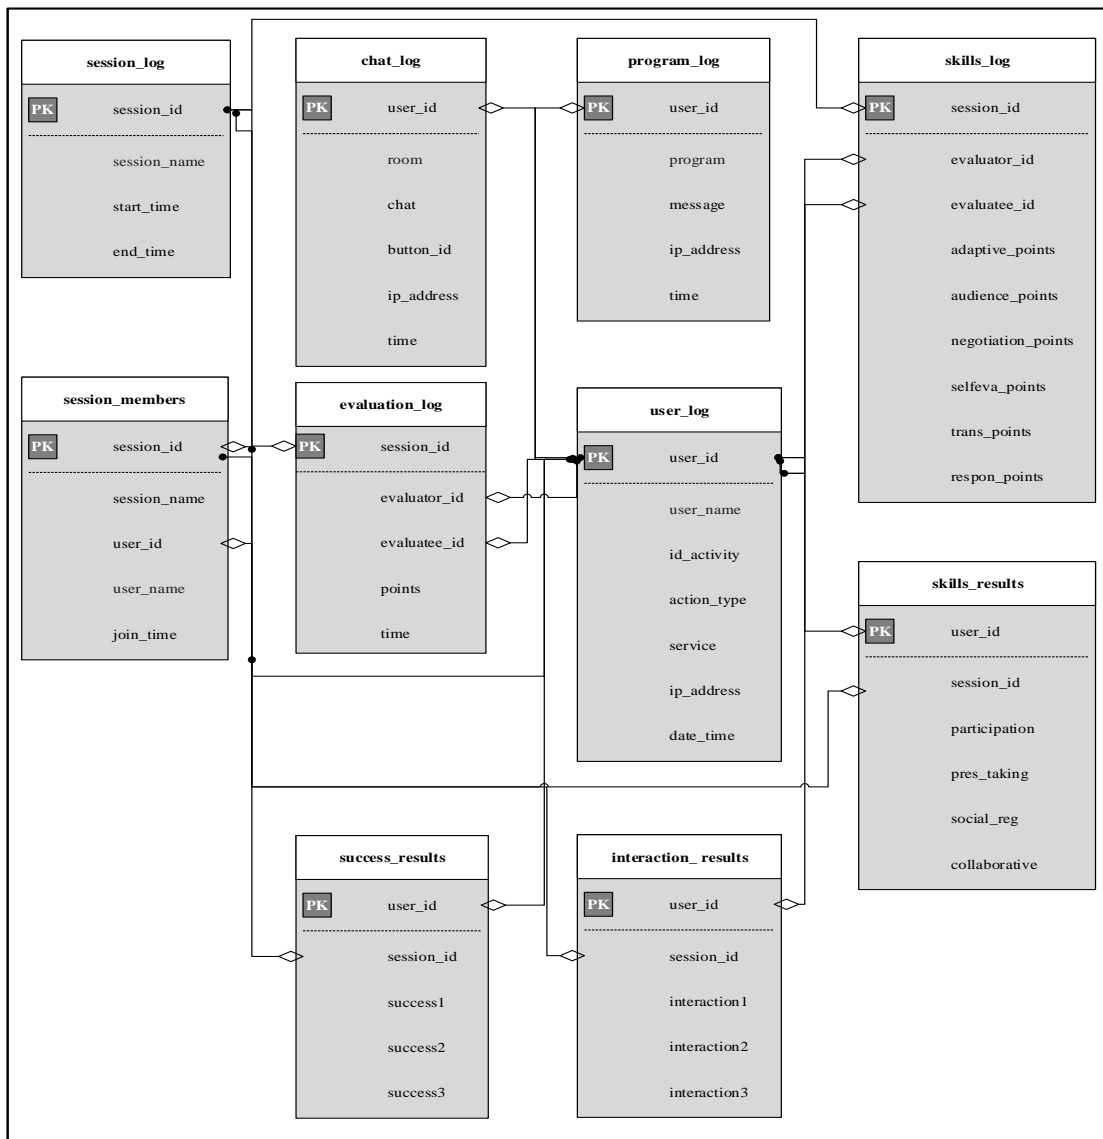 session_log
PK session_id
session_name
start_time
end_time
chat_log
PK user_id
room
chat
button_id
ip_address
time
program_log
PK user_id
program
message
ip_address
time
skills_log
PK session_id
evaluator_id
evaluatee_id
adaptive_points
audience_points
negotiation_points
selfeva_points
trans_points
respon_points
session_members
PK session_id
session_name
user_id
user_name
join_time
evaluation_log
PK session_id
evaluator_id
evaluatee_id
points
time
user_log
PK user_id
user_name
id_activity
action_type
service
ip_address
date_time
skills_results
PK user_id
session_id
participation
pres_taking
social_reg
collaborative
success_results
PK user_id
session_id
success1
success2
success3
interaction_ results
PK user_id
session_id
interaction1
interaction2
interaction3